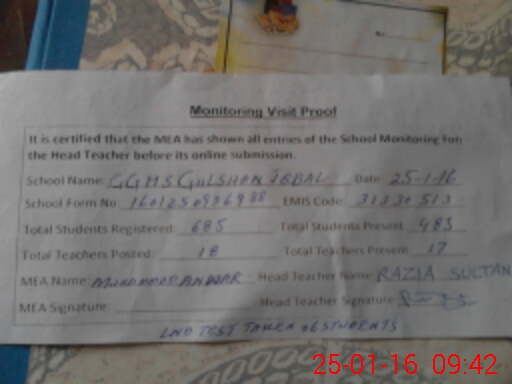 Monitoring Visit Proof
It is certified that the MEA has shown all entries of the School Monitoring For
the Head Teacher before its online submission.
School Name: GGHS GULSHAN IQBAL Date: 25-1-16
School Form No 1601250996988 EMIS Code: 31230513
Total Students Registered: 685 Total Students Present 483
Total Teachers Posted: 18 Total Teachers Present: 17
MEA Name: MUHAMMAD ANWAR Head Teacher Name: RAZIA SULTAN
MEA Signature: Head Teacher Signature:
LND TEST TAKEN 06 STUDENTS
25-01-16 09:42